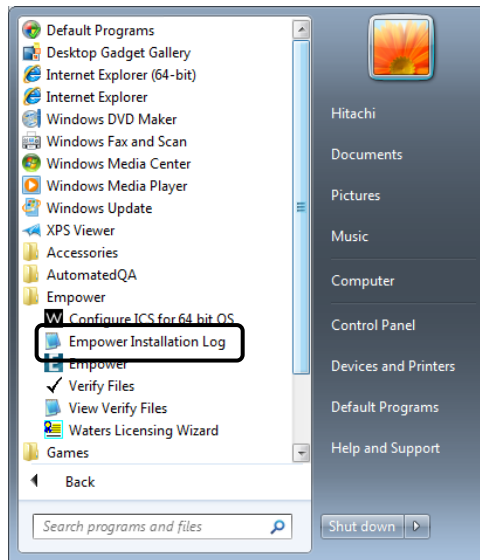 Default Programs
Desktop Gadget Gallery
Internet Explorer (64-bit)
Internet Explorer
Windows DVD Maker
Windows Fax and Scan
Windows Media Center
Windows Media Player
Windows Update
XPS Viewer
Accessories
AutomatedQA
Empower
Configure ICS for 64 bit OS
Empower Installation Log
Empower
Verify Files
View Verify Files
Waters Licensing Wizard
Games
Back
Search programs and files
Hitachi
Documents
Pictures
Music
Computer
Control Panel
Devices and Printers
Default Programs
Help and Support
Shut down